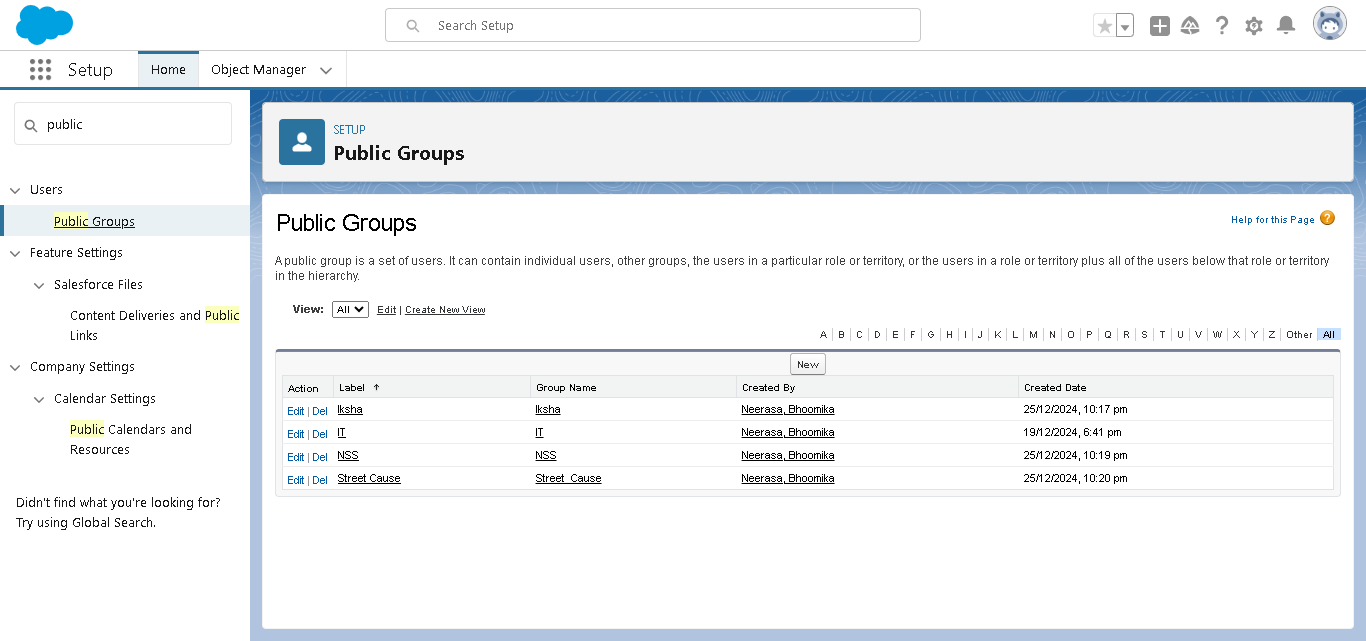 Search Setup
Setup
Home
Object Manager
public
Users
Public Groups
Feature Settings
Salesforce Files
Content Deliveries and Public
Links
Company Settings
Calendar Settings
Public Calendars and
Resources
Didn't find what you're looking for?
Try using Global Search.
SETUP
Public Groups
Public Groups
Help for this Page ?
A public group is a set of users. It can contain individual users, other groups, the users in a particular role or territory, or the users in a role or territory plus all of the users below that role or territory
in the hierarchy.
View: All Edit | Create New View
A | B | C | D | E | F | G | H | I | J | K | L | M | N | O | P | Q | R | S | T | U | V | W | X | Y | Z | Other | All
New
Action Label ↑ Group Name Created By Created Date
Edit | Del Iksha Iksha Neerasa, Bhoomika 25/12/2024, 10:17 pm
Edit | Del IT IT Neerasa, Bhoomika 19/12/2024, 6:41 pm
Edit | Del NSS NSS Neerasa, Bhoomika 25/12/2024, 10:19 pm
Edit | Del Street Cause Street_Cause Neerasa, Bhoomika 25/12/2024, 10:20 pm